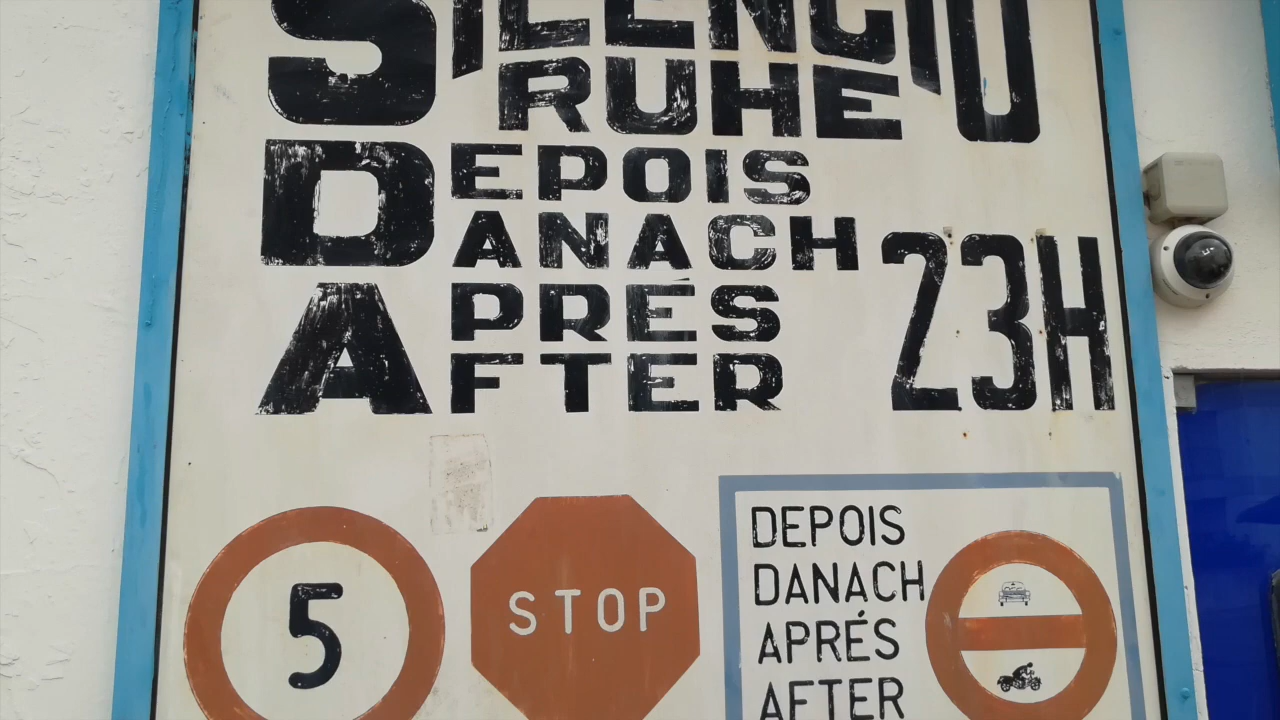 SILENCIO
RUHE
DEPOIS
DANACH
APRÉS
AFTER
23H
5
STOP
DEPOIS
DANACH
APRÉS
AFTER